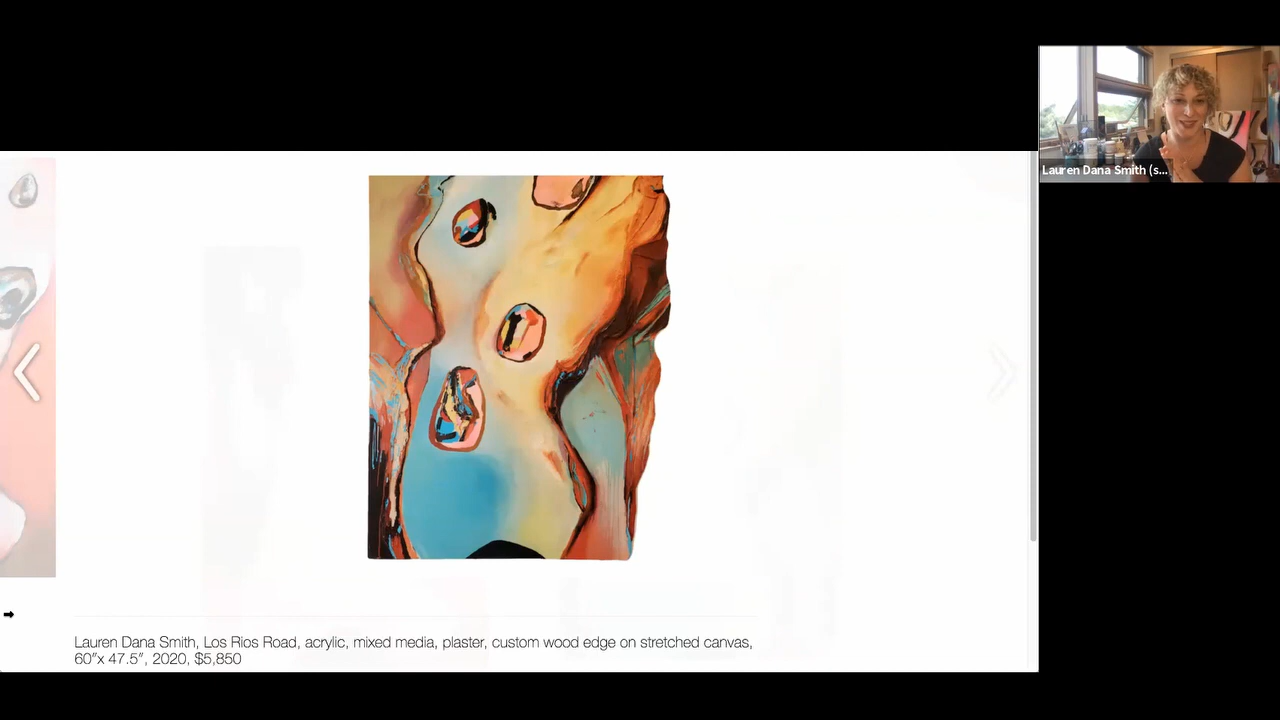 Lauren Dana Smith (s...
Lauren Dana Smith, Los Rios Road, acrylic, mixed media, plaster, custom wood edge on stretched canvas,
60”x 47.5”, 2020, $5,850